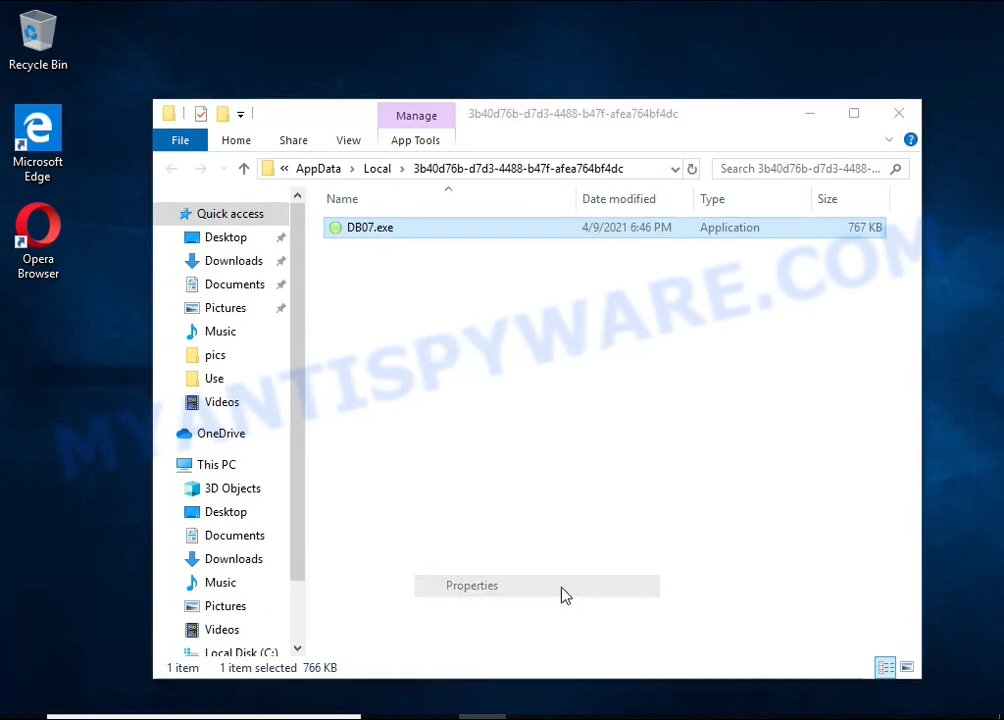 Recycle Bin
Microsoft
Edge
Opera
Browser
Manage
3b40d76b-d7d3-4488-b47f-afea764bf4dc
File
Home
Share
View
App Tools
« AppData > Local > 3b40d76b-d7d3-4488-b47f-afea764bf4dc
Search 3b40d76b-d7d3-4488-...
Name
Date modified
Type
Size
DB07.exe
4/9/2021 6:46 PM
Application
767 KB
Quick access
Desktop
Downloads
Documents
Pictures
Music
pics
Use
Videos
OneDrive
This PC
3D Objects
Desktop
Documents
Downloads
Music
Pictures
Videos
Local Disk (C:)
Properties
1 item
1 item selected 766 KB
MYANTISPYWARE.COM